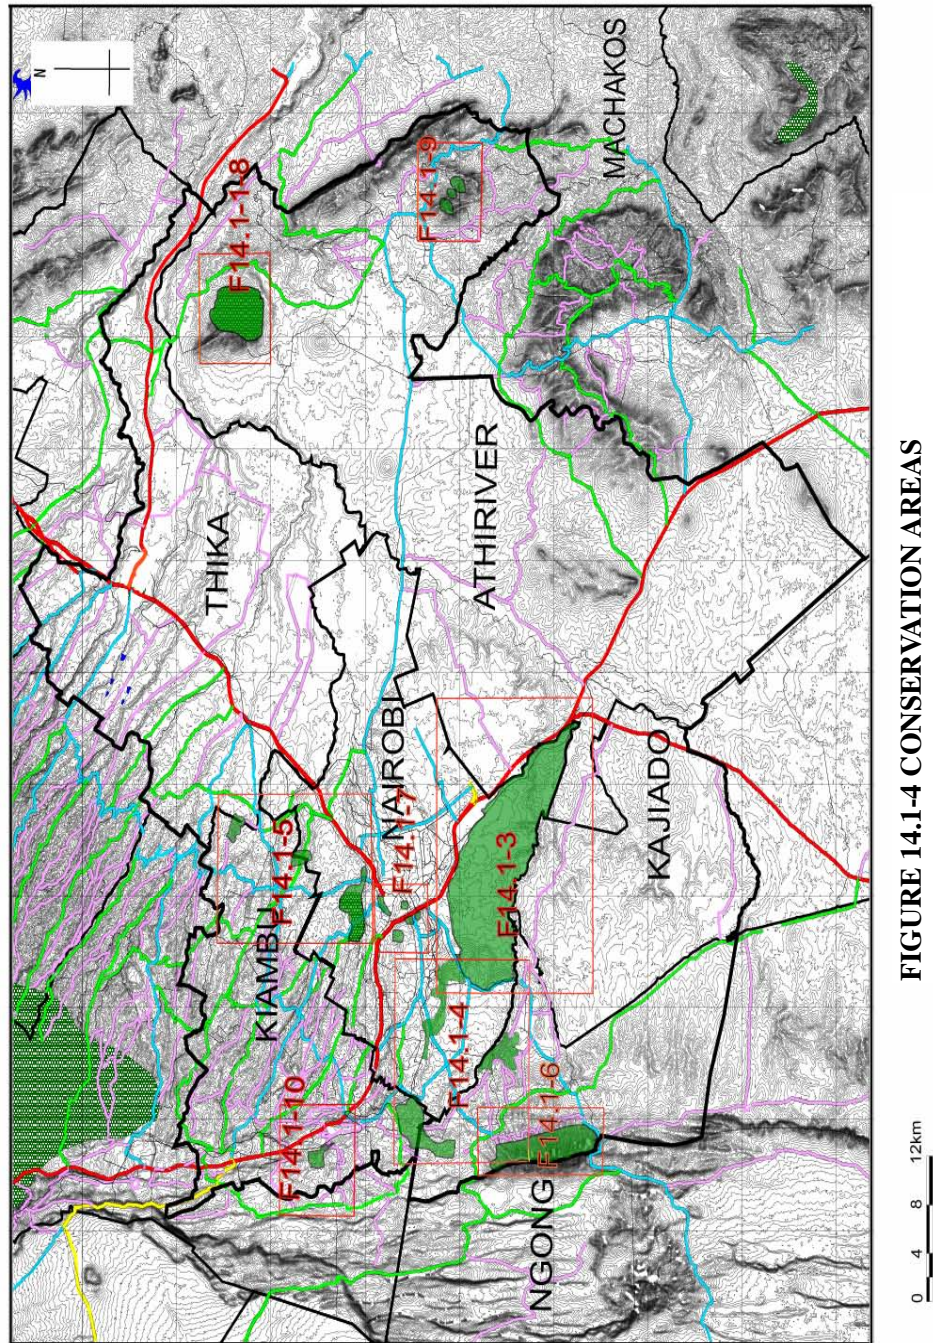 N
F14.1-10
KIAMBU
F14.1-5
THIKA
F14.1-1-8
NAIROBI
F14.1-7
F14.1-4
F14.1-3
F14.1-6
NGONG
KAJIADO
ATHIRIVER
F14.1-9
MACHAKOS
0 4 8 12km
FIGURE 14.1-4 CONSERVATION AREAS